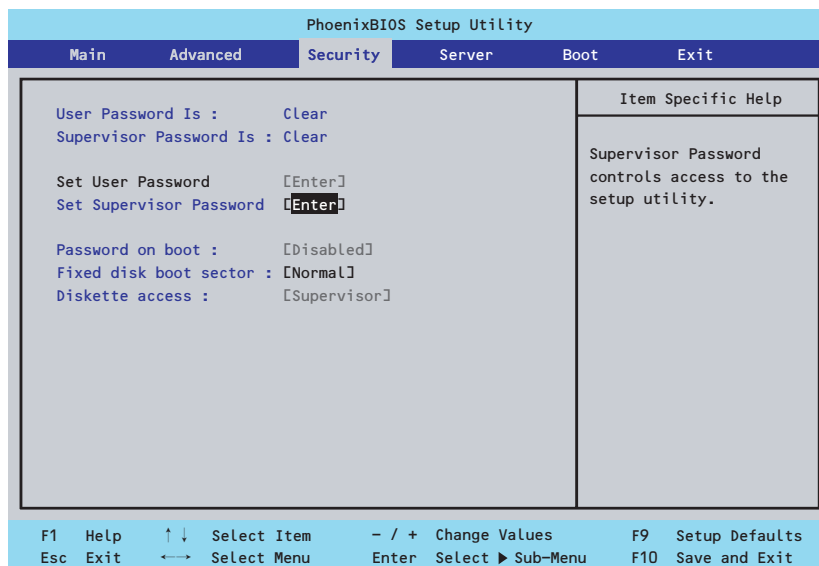 PhoenixBIOS Setup Utility
Main Advanced Security Server Boot Exit
User Password Is : Clear
Supervisor Password Is : Clear
Set User Password [Enter]
Set Supervisor Password [Enter]
Password on boot : [Disabled]
Fixed disk boot sector : [Normal]
Diskette access : [Supervisor]
Item Specific Help
Supervisor Password
controls access to the
setup utility.
F1 Help ↑↓ Select Item - / + Change Values F9 Setup Defaults
Esc Exit ←→ Select Menu Enter Select ▶ Sub-Menu F10 Save and Exit